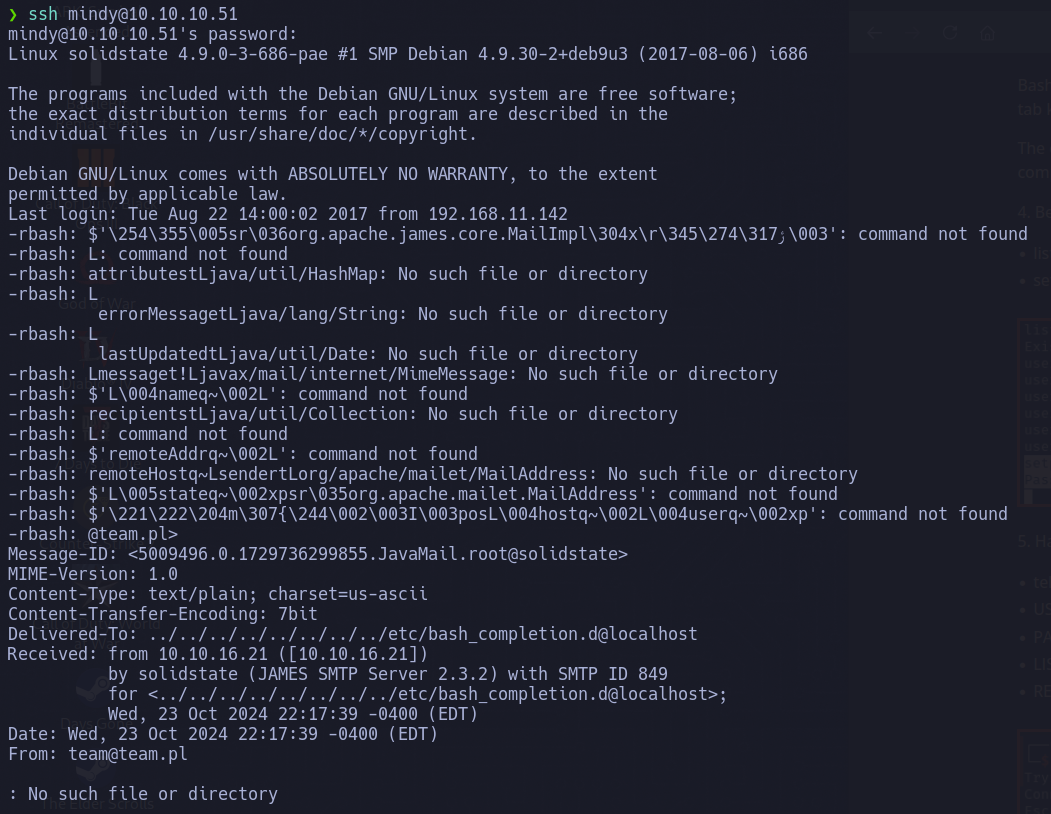 ❯ ssh mindy@10.10.10.51
mindy@10.10.10.51's password:
Linux solidstate 4.9.0-3-686-pae #1 SMP Debian 4.9.30-2+deb9u3 (2017-08-06) i686
The programs included with the Debian GNU/Linux system are free software;
the exact distribution terms for each program are described in the
individual files in /usr/share/doc/*/copyright.
Debian GNU/Linux comes with ABSOLUTELY NO WARRANTY, to the extent
permitted by applicable law.
Last login: Tue Aug 22 14:00:02 2017 from 192.168.11.142
-rbash: $'\254\355\005sr\036org.apache.james.core.MailImpl\304x\r\345\274\317ݬ\003': command not found
-rbash: L: command not found
-rbash: attributestLjava/util/HashMap: No such file or directory
-rbash: L
errorMessagetLjava/lang/String: No such file or directory
-rbash: L
lastUpdatedtLjava/util/Date: No such file or directory
-rbash: Lmessaget!Ljavax/mail/internet/MimeMessage: No such file or directory
-rbash: $'L\004nameq~\002L': command not found
-rbash: recipientstLjava/util/Collection: No such file or directory
-rbash: L: command not found
-rbash: $'remoteAddrq~\002L': command not found
-rbash: remoteHostq~LsendertLorg/apache/mailet/MailAddress: No such file or directory
-rbash: $'L\005stateq~\002xpsr\035org.apache.mailet.MailAddress': command not found
-rbash: $'\221\222\204m\307{\244\002\003I\003posL\004hostq~\002L\004userq~\002xp': command not found
-rbash: @team.pl>
Message-ID: <5009496.0.1729736299855.JavaMail.root@solidstate>
MIME-Version: 1.0
Content-Type: text/plain; charset=us-ascii
Content-Transfer-Encoding: 7bit
Delivered-To: ../../../../../../../../etc/bash_completion.d@localhost
Received: from 10.10.16.21 ([10.10.16.21])
by solidstate (JAMES SMTP Server 2.3.2) with SMTP ID 849
for <../../../../../../../../etc/bash_completion.d@localhost>;
Wed, 23 Oct 2024 22:17:39 -0400 (EDT)
Date: Wed, 23 Oct 2024 22:17:39 -0400 (EDT)
From: team@team.pl
: No such file or directory